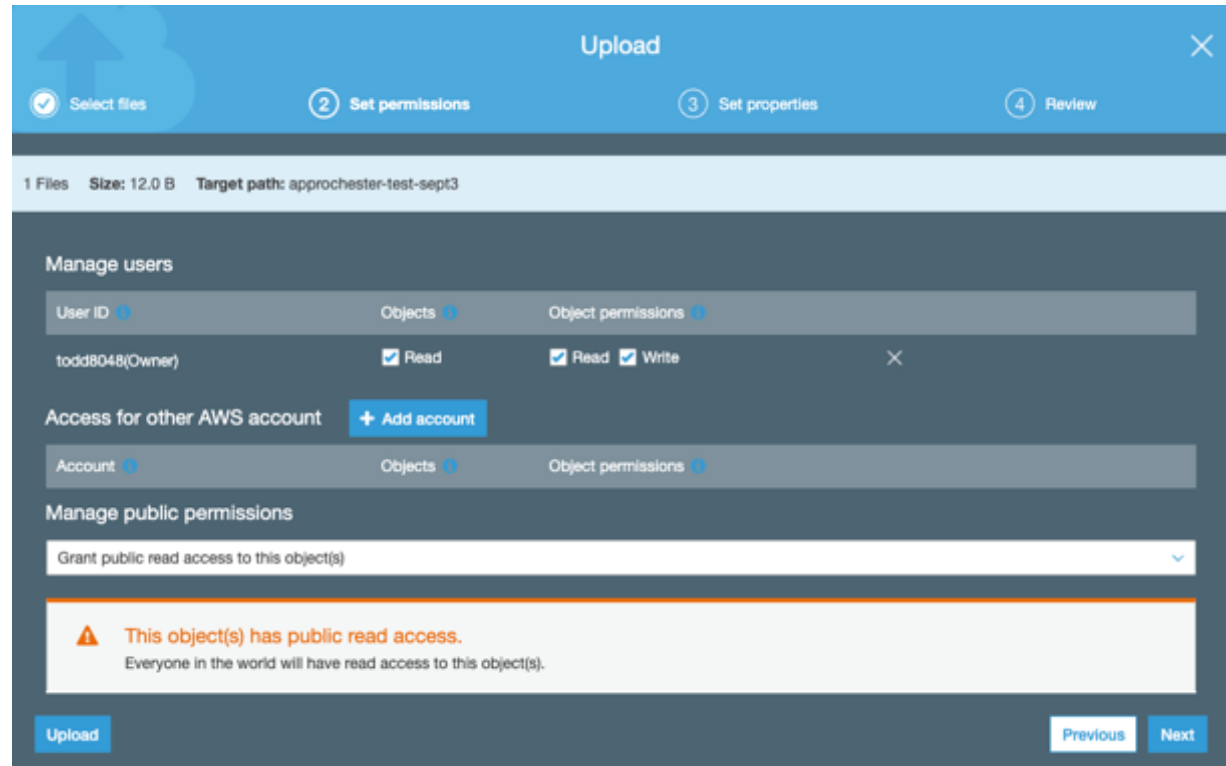 Upload
Select files 2 Set permissions 3 Set properties 4 Review
1 Files Size: 12.0 B Target path: approchester-test-sept3
Manage users
User ID Objects Object permissions
todd8048(Owner) Read Read Write
Access for other AWS account + Add account
Account Objects Object permissions
Manage public permissions
Grant public read access to this object(s)
This object(s) has public read access.
Everyone in the world will have read access to this object(s).
Upload Previous Next